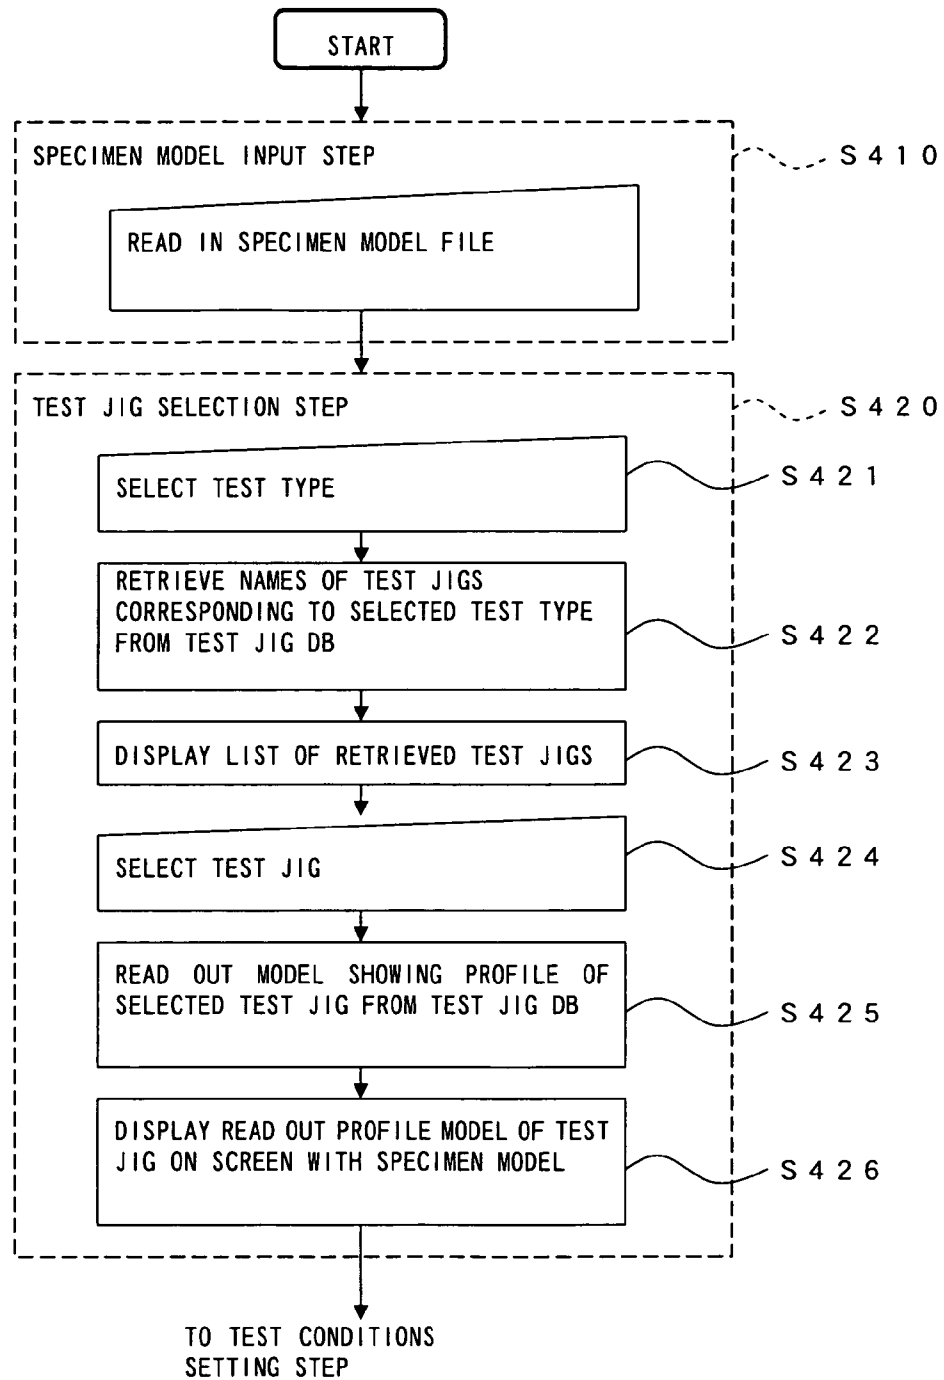 START
SPECIMEN MODEL INPUT STEP
S410
READ IN SPECIMEN MODEL FILE
TEST JIG SELECTION STEP
S420
SELECT TEST TYPE
S421
RETRIEVE NAMES OF TEST JIGS
CORRESPONDING TO SELECTED TEST TYPE
FROM TEST JIG DB
S422
DISPLAY LIST OF RETRIEVED TEST JIGS
S423
SELECT TEST JIG
S424
READ OUT MODEL SHOWING PROFILE OF
SELECTED TEST JIG FROM TEST JIG DB
S425
DISPLAY READ OUT PROFILE MODEL OF TEST
JIG ON SCREEN WITH SPECIMEN MODEL
S426
TO TEST CONDITIONS
SETTING STEP